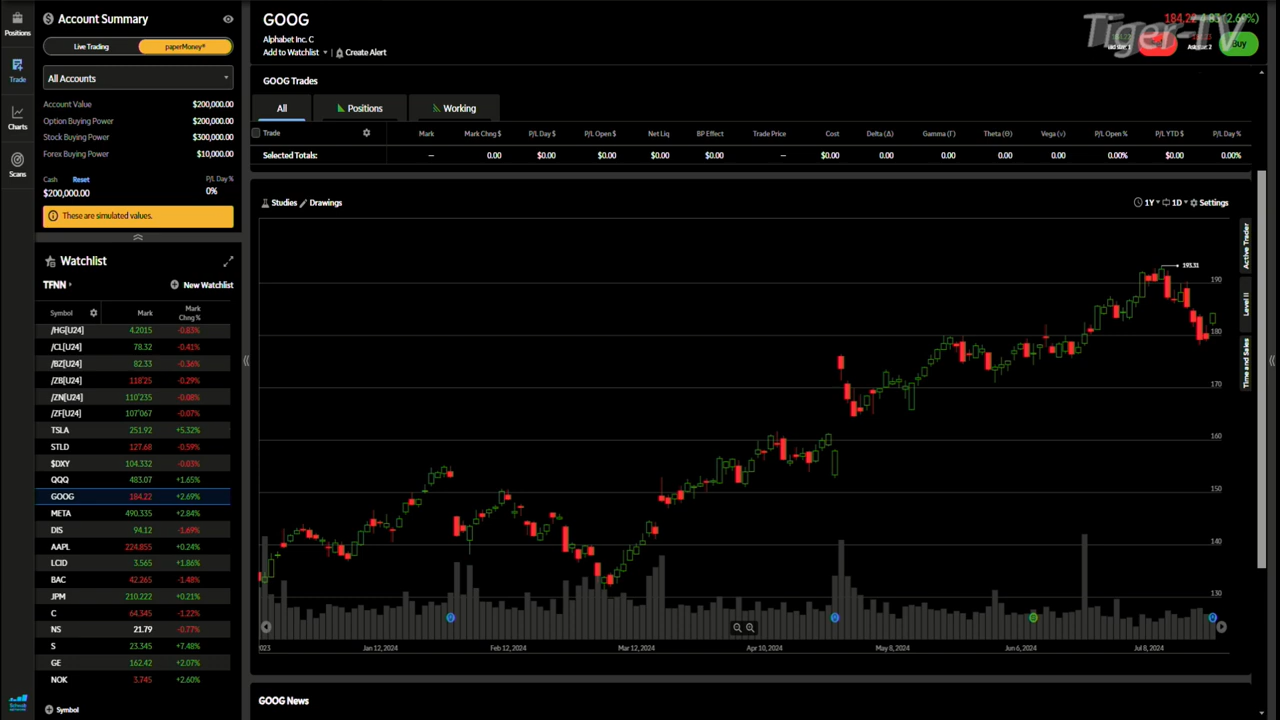 Positions
Trade
Charts
Scans
Account Summary
Live Trading
paperMoney®
All Accounts
Account Value $200,000.00
Option Buying Power $200,000.00
Stock Buying Power $300,000.00
Forex Buying Power $10,000.00
Cash Reset P/L Day %
$200,000.00 0%
These are simulated values.
Watchlist
TFNN New Watchlist
Symbol Mark Mark Chng %
/HG[U24] 4.2015 -0.83%
/CL[U24] 78.32 -0.41%
/BZ[U24] 82.33 -0.36%
/ZB[U24] 118'25 -0.29%
/ZN[U24] 110'235 -0.08%
/ZF[U24] 107'067 -0.07%
TSLA 251.92 +5.32%
STLD 127.68 -0.59%
$DXY 104.332 -0.03%
QQQ 483.07 +1.65%
GOOG 184.22 +2.69%
META 490.335 +2.84%
DIS 94.12 -1.69%
AAPL 224.855 +0.24%
LCID 3.565 +1.86%
BAC 42.265 -1.48%
JPM 210.222 +0.21%
C 64.345 -1.22%
NS 21.79 -0.77%
S 23.345 +7.48%
GE 162.42 +2.07%
NOK 3.745 +2.60%
Symbol
GOOG
Alphabet Inc. C
Add to Watchlist Create Alert
184.22 4.83 (2.69%)
Tiger-TV
Buy
Ask size: 2
GOOG Trades
All Positions Working
Trade Mark Mark Chng $ P/L Day $ P/L Open $ Net Liq BP Effect Trade Price Cost Delta (Δ) Gamma (Γ) Theta (Θ) Vega (ν) P/L Open % P/L YTD $ P/L Day %
Selected Totals: — 0.00 $0.00 $0.00 $0.00 $0.00 — $0.00 0.00 0.00 0.00 0.00 0.00% $0.00 0.00%
Studies Drawings 1Y 1D Settings
193.31
190
180
170
160
150
140
130
Active Trader
Level II
Time and Sales
023 Jan 12, 2024 Feb 12, 2024 Mar 12, 2024 Apr 10, 2024 May 8, 2024 Jun 6, 2024 Jul 8, 2024
GOOG News